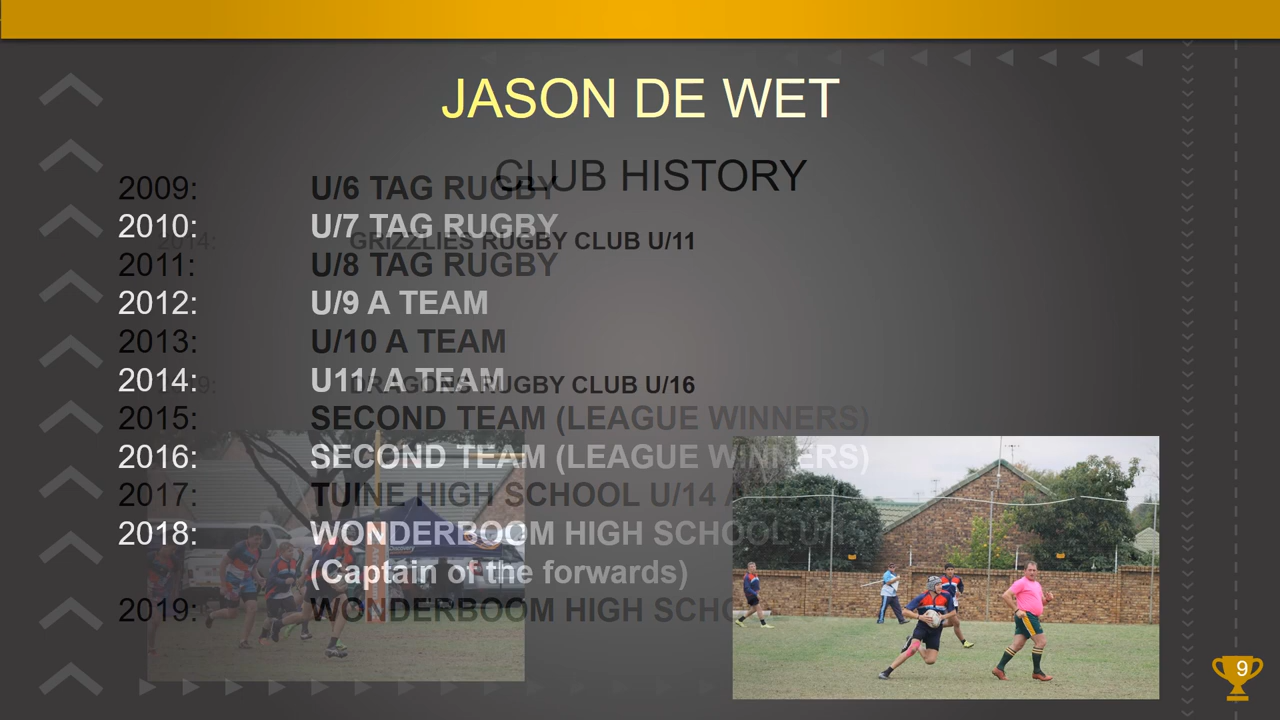 JASON DE WET
CLUB HISTORY
2009: U/6 TAG RUGBY
2010: U/7 TAG RUGBY
2014: GRIZZLIES RUGBY CLUB U/11
2011: U/8 TAG RUGBY
2012: U/9 A TEAM
2013: U/10 A TEAM
2014: U11/ A TEAM
DRAGONS RUGBY CLUB U/16
2015: SECOND TEAM (LEAGUE WINNERS)
2016: SECOND TEAM (LEAGUE WINNERS)
2017: TUINE HIGH SCHOOL U/14
2018: WONDERBOOM HIGH SCHOOL
(Captain of the forwards)
2019: WONDERBOOM HIGH
9